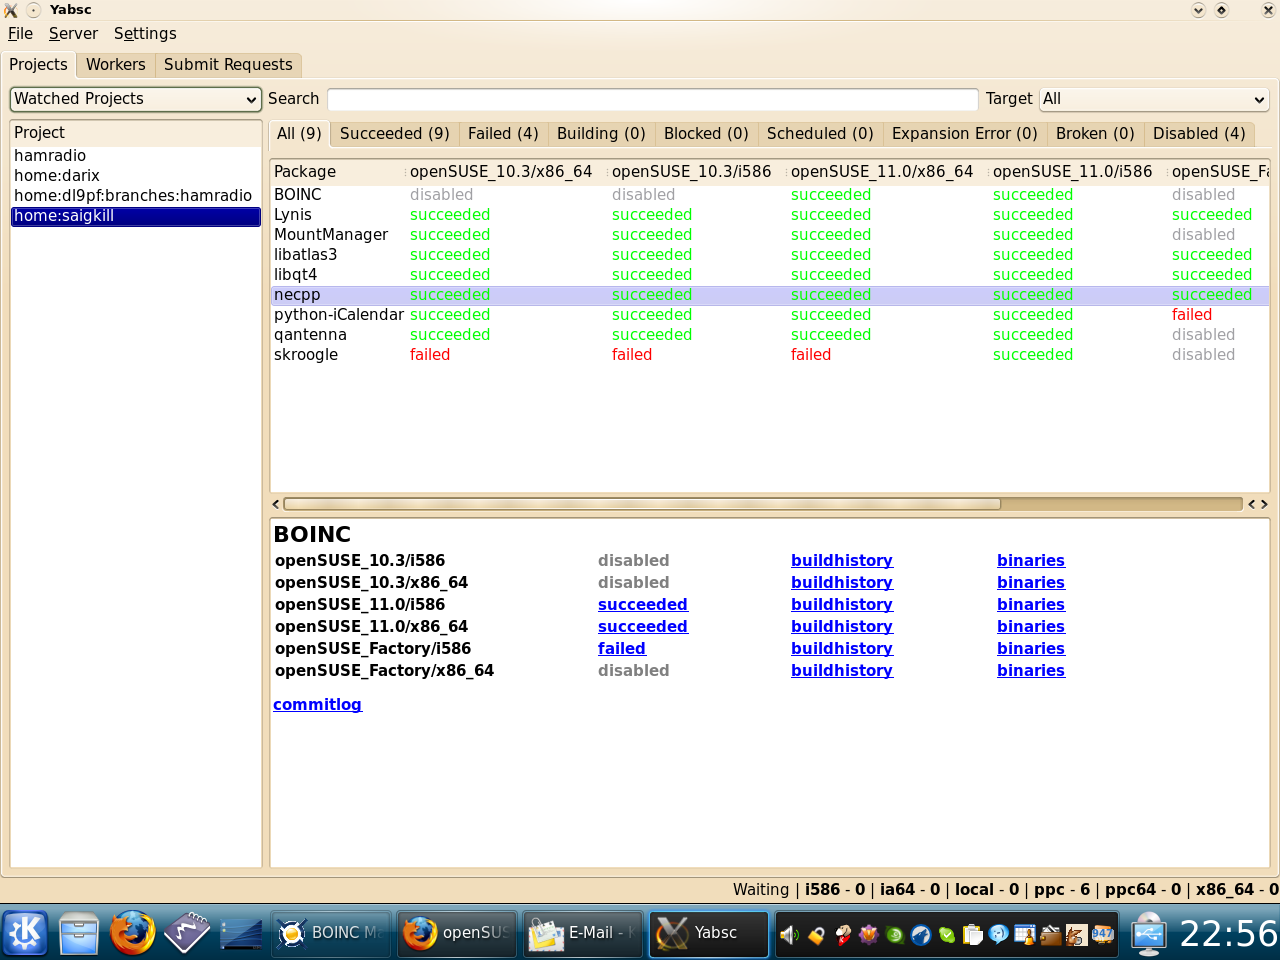 Yabsc
File Server Settings
Projects Workers Submit Requests
Watched Projects Search Target All
Project
hamradio
home:darix
home:dl9pf:branches:hamradio
home:saigkill
All (9) Succeeded (9) Failed (4) Building (0) Blocked (0) Scheduled (0) Expansion Error (0) Broken (0) Disabled (4)
Package openSUSE_10.3/x86_64 openSUSE_10.3/i586 openSUSE_11.0/x86_64 openSUSE_11.0/i586 openSUSE_Fa
BOINC disabled disabled succeeded succeeded disabled
Lynis succeeded succeeded succeeded succeeded succeeded
MountManager succeeded succeeded succeeded succeeded disabled
libatlas3 succeeded succeeded succeeded succeeded succeeded
libqt4 succeeded succeeded succeeded succeeded succeeded
necpp succeeded succeeded succeeded succeeded succeeded
python-iCalendar succeeded succeeded succeeded succeeded failed
qantenna succeeded succeeded succeeded succeeded disabled
skroogle failed failed failed succeeded disabled
BOINC
openSUSE_10.3/i586 disabled buildhistory binaries
openSUSE_10.3/x86_64 disabled buildhistory binaries
openSUSE_11.0/i586 succeeded buildhistory binaries
openSUSE_11.0/x86_64 succeeded buildhistory binaries
openSUSE_Factory/i586 failed buildhistory binaries
openSUSE_Factory/x86_64 disabled buildhistory binaries
commitlog
Waiting | i586 - 0 | ia64 - 0 | local - 0 | ppc - 6 | ppc64 - 0 | x86_64 - 0
BOINC Ma openSUS E-Mail - K Yabsc 947 22:56